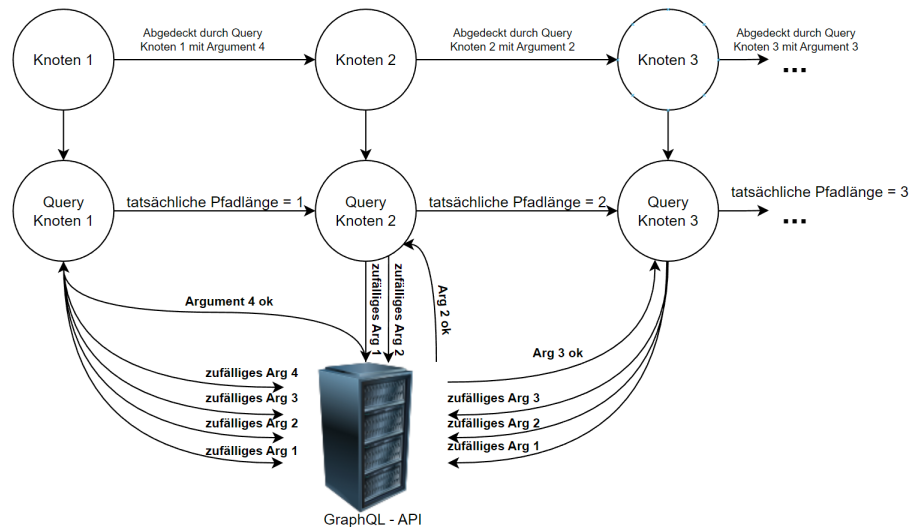 Abgedeckt durch Query
Knoten 1 mit Argument 4
Abgedeckt durch Query
Knoten 2 mit Argument 2
Abgedeckt durch Query
Knoten 3 mit Argument 3
Knoten 1
Knoten 2
Knoten 3
...
Query
Knoten 1
tatsächliche Pfadlänge = 1
Query
Knoten 2
tatsächliche Pfadlänge = 2
Query
Knoten 3
tatsächliche Pfadlänge = 3
...
Argument 4 ok
zufälliges Arg 4
zufälliges Arg 3
zufälliges Arg 2
zufälliges Arg 1
zufälliges Arg 1
zufälliges Arg 2
Arg 2 ok
Arg 3 ok
zufälliges Arg 3
zufälliges Arg 2
zufälliges Arg 1
GraphQL - API